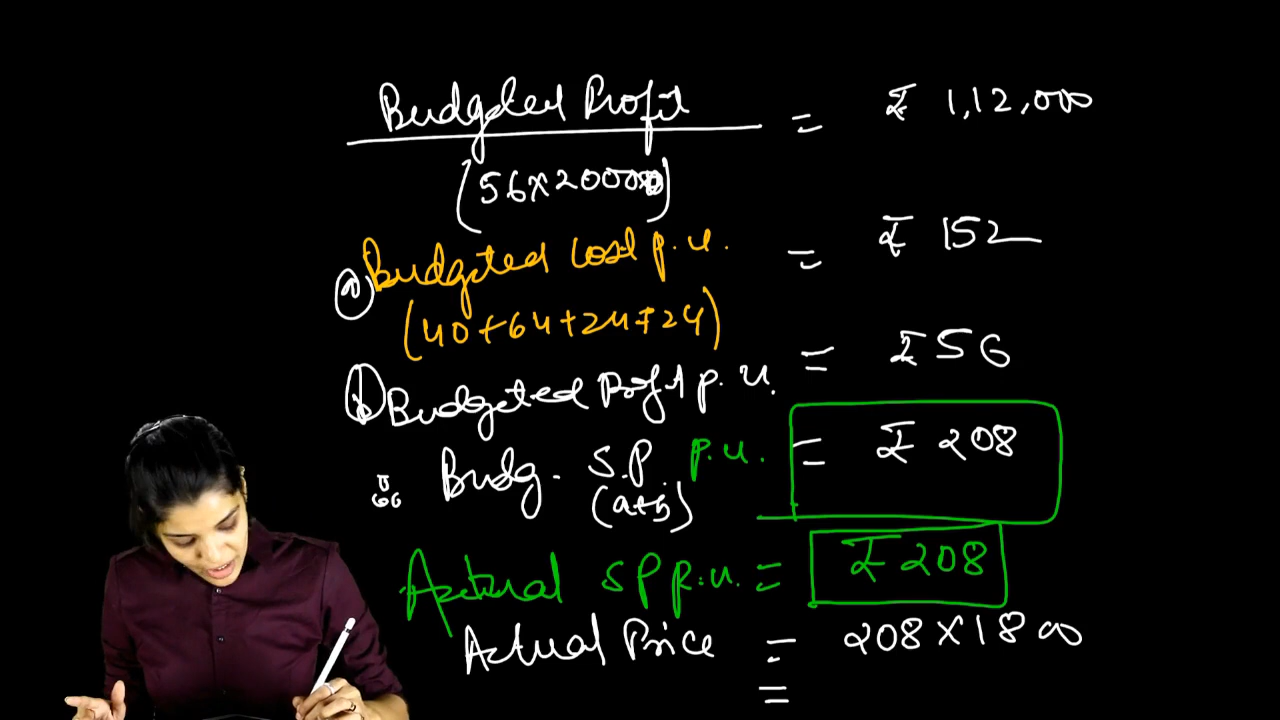 Budgeted Profit = ₹ 1,12,000
(56×20000)
(a) Budgeted cost p.u. = ₹ 152
(40+64+24+24)
(b) Budgeted Profit p.u. = ₹ 56
∴ Budg. S.P. p.u. = ₹ 208
(a+b)
Actual SP p.u. = ₹ 208
Actual Price = 208 × 1800
=